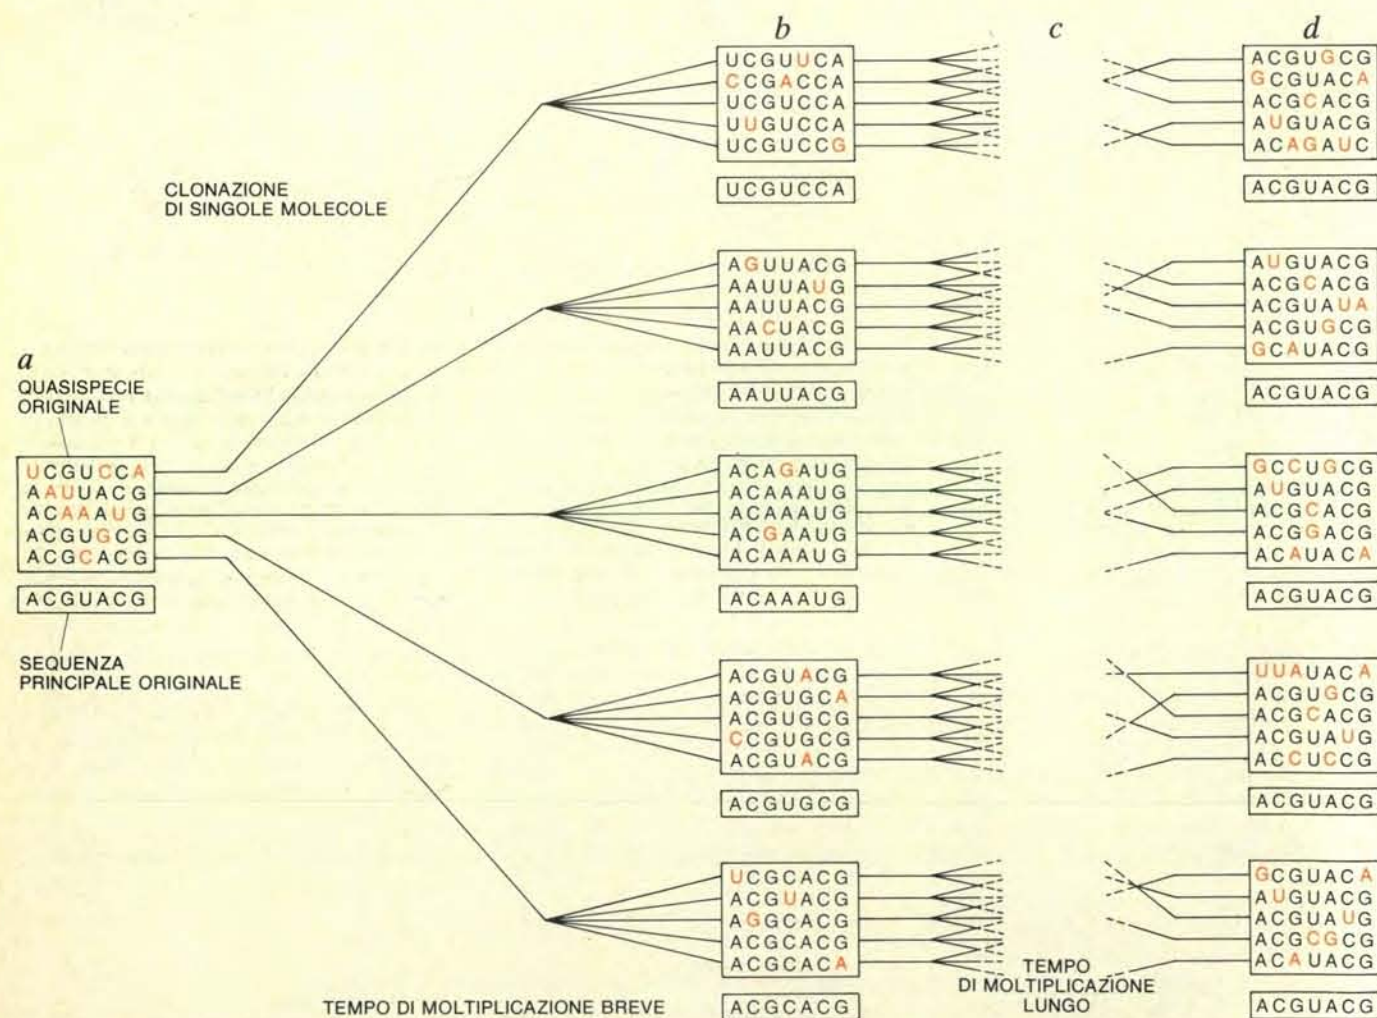 b
c
d
UCGUUCA
CCGACCA
UCGUCCA
UUGUCCA
UCGUCCG
UCGUCCA
ACGUGCG
GCGUACA
ACGCACG
AUGUACG
ACAGAUC
ACGUACG
CLONAZIONE
DI SINGOLE MOLECOLE
AGUUACG
AAUUAUG
AAUUACG
AACUACG
AAUUACG
AAUUACG
AUGUACG
ACGCACG
ACGUAUA
ACGUGCG
GCAUACG
ACGUACG
a
QUASISPECIE
ORIGINALE
UCGUCCA
AAUUACG
ACAAAUG
ACGUGCG
ACGCACG
ACGUACG
SEQUENZA
PRINCIPALE ORIGINALE
ACAGAUG
ACAAAUG
ACAAAUG
ACGAAUG
ACAAAUG
ACAAAUG
GCCUGCG
AUGUACG
ACGCACG
ACGGACG
ACAUACA
ACGUACG
ACGUACG
ACGUGCA
ACGUGCG
CCGUGCG
ACGUACG
ACGUGCG
UUAUACA
ACGUGCG
ACGCACG
ACGUAUG
ACCUCCG
ACGUACG
UCGCACG
ACGUACG
AGGCACG
ACGCACG
ACGCACA
ACGCACG
GCGUACA
AUGUACG
ACGUAUG
ACGCGCG
ACAUACG
ACGUACG
TEMPO DI MOLTIPLICAZIONE BREVE
TEMPO
DI MOLTIPLICAZIONE
LUNGO